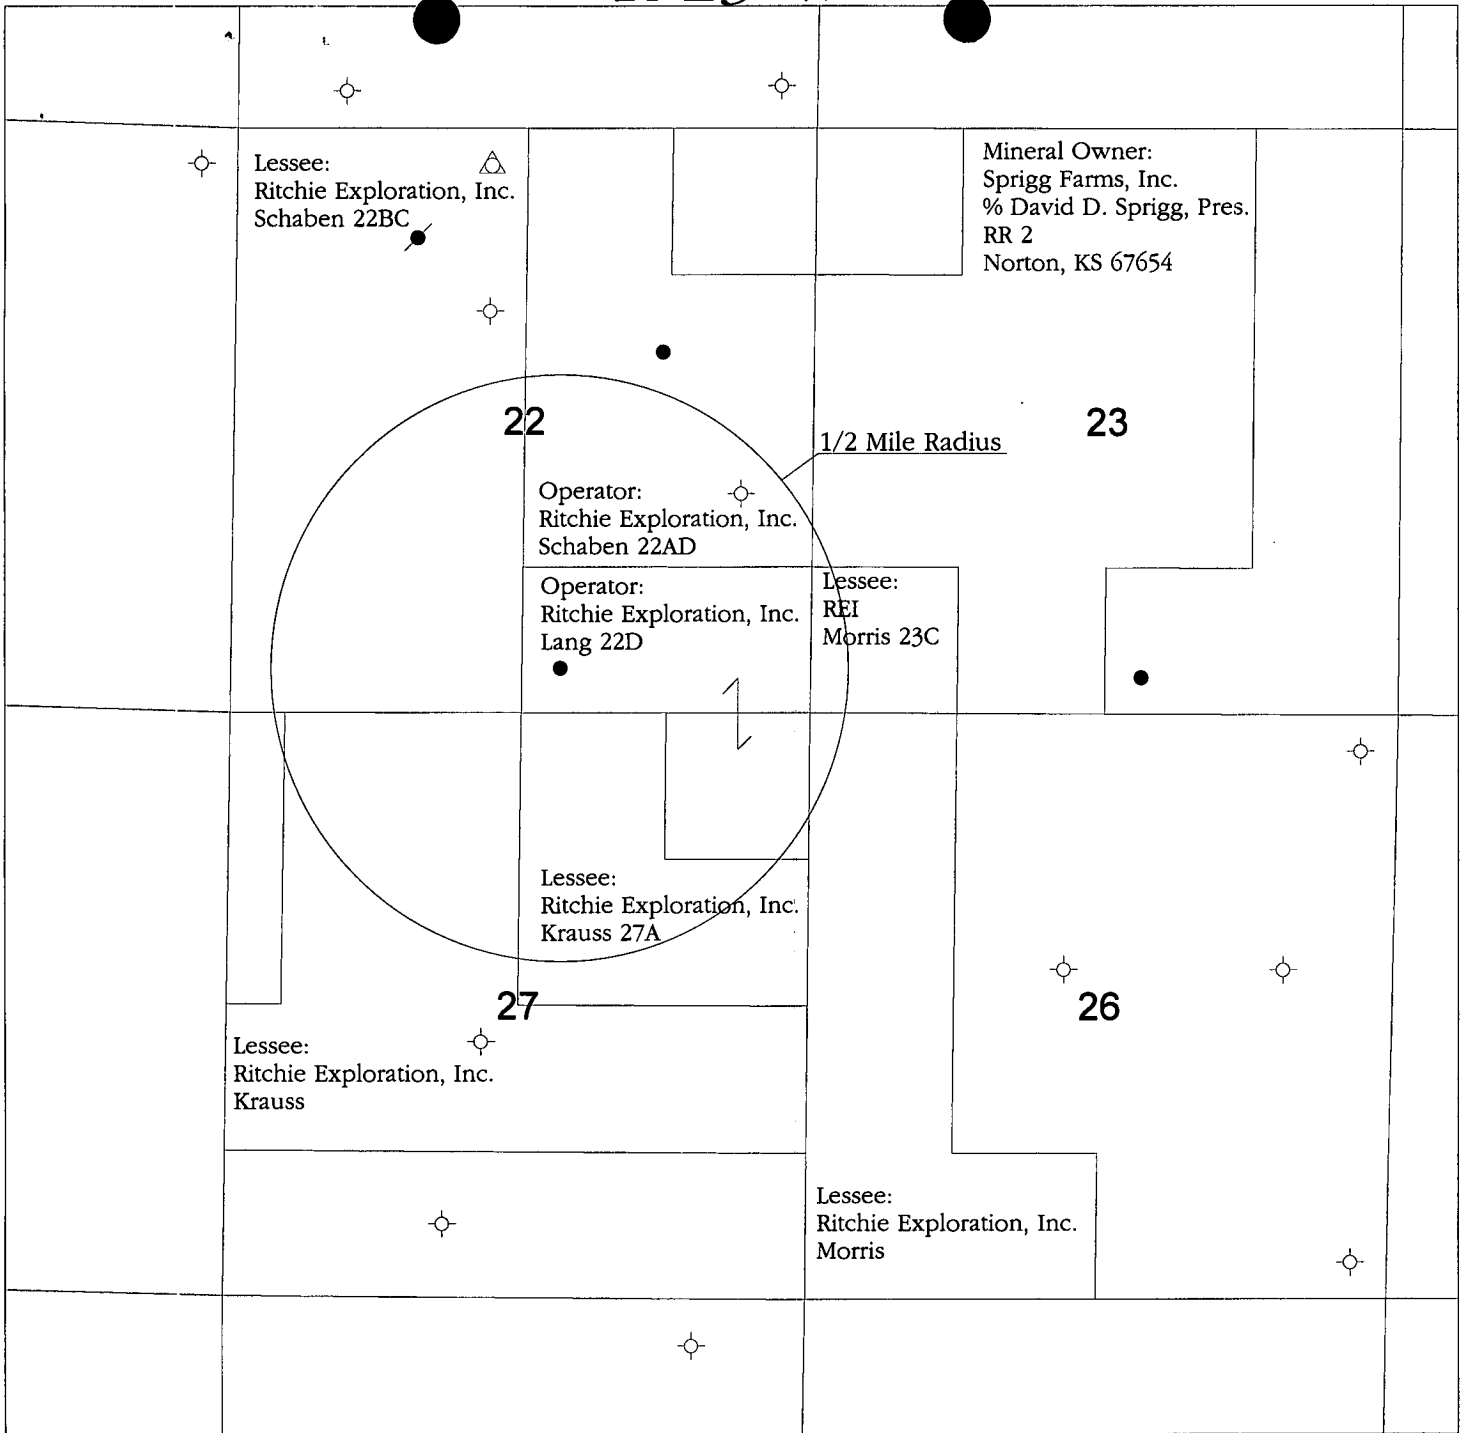 Lessee:
Ritchie Exploration, Inc.
Schaben 22BC
Mineral Owner:
Sprigg Farms, Inc.
% David D. Sprigg, Pres.
RR 2
Norton, KS 67654
22
23
1/2 Mile Radius
Operator:
Ritchie Exploration, Inc.
Schaben 22AD
Operator:
Ritchie Exploration, Inc.
Lang 22D
Lessee:
REI
Morris 23C
Lessee:
Ritchie Exploration, Inc.
Krauss 27A
27
26
Lessee:
Ritchie Exploration, Inc.
Krauss
Lessee:
Ritchie Exploration, Inc.
Morris